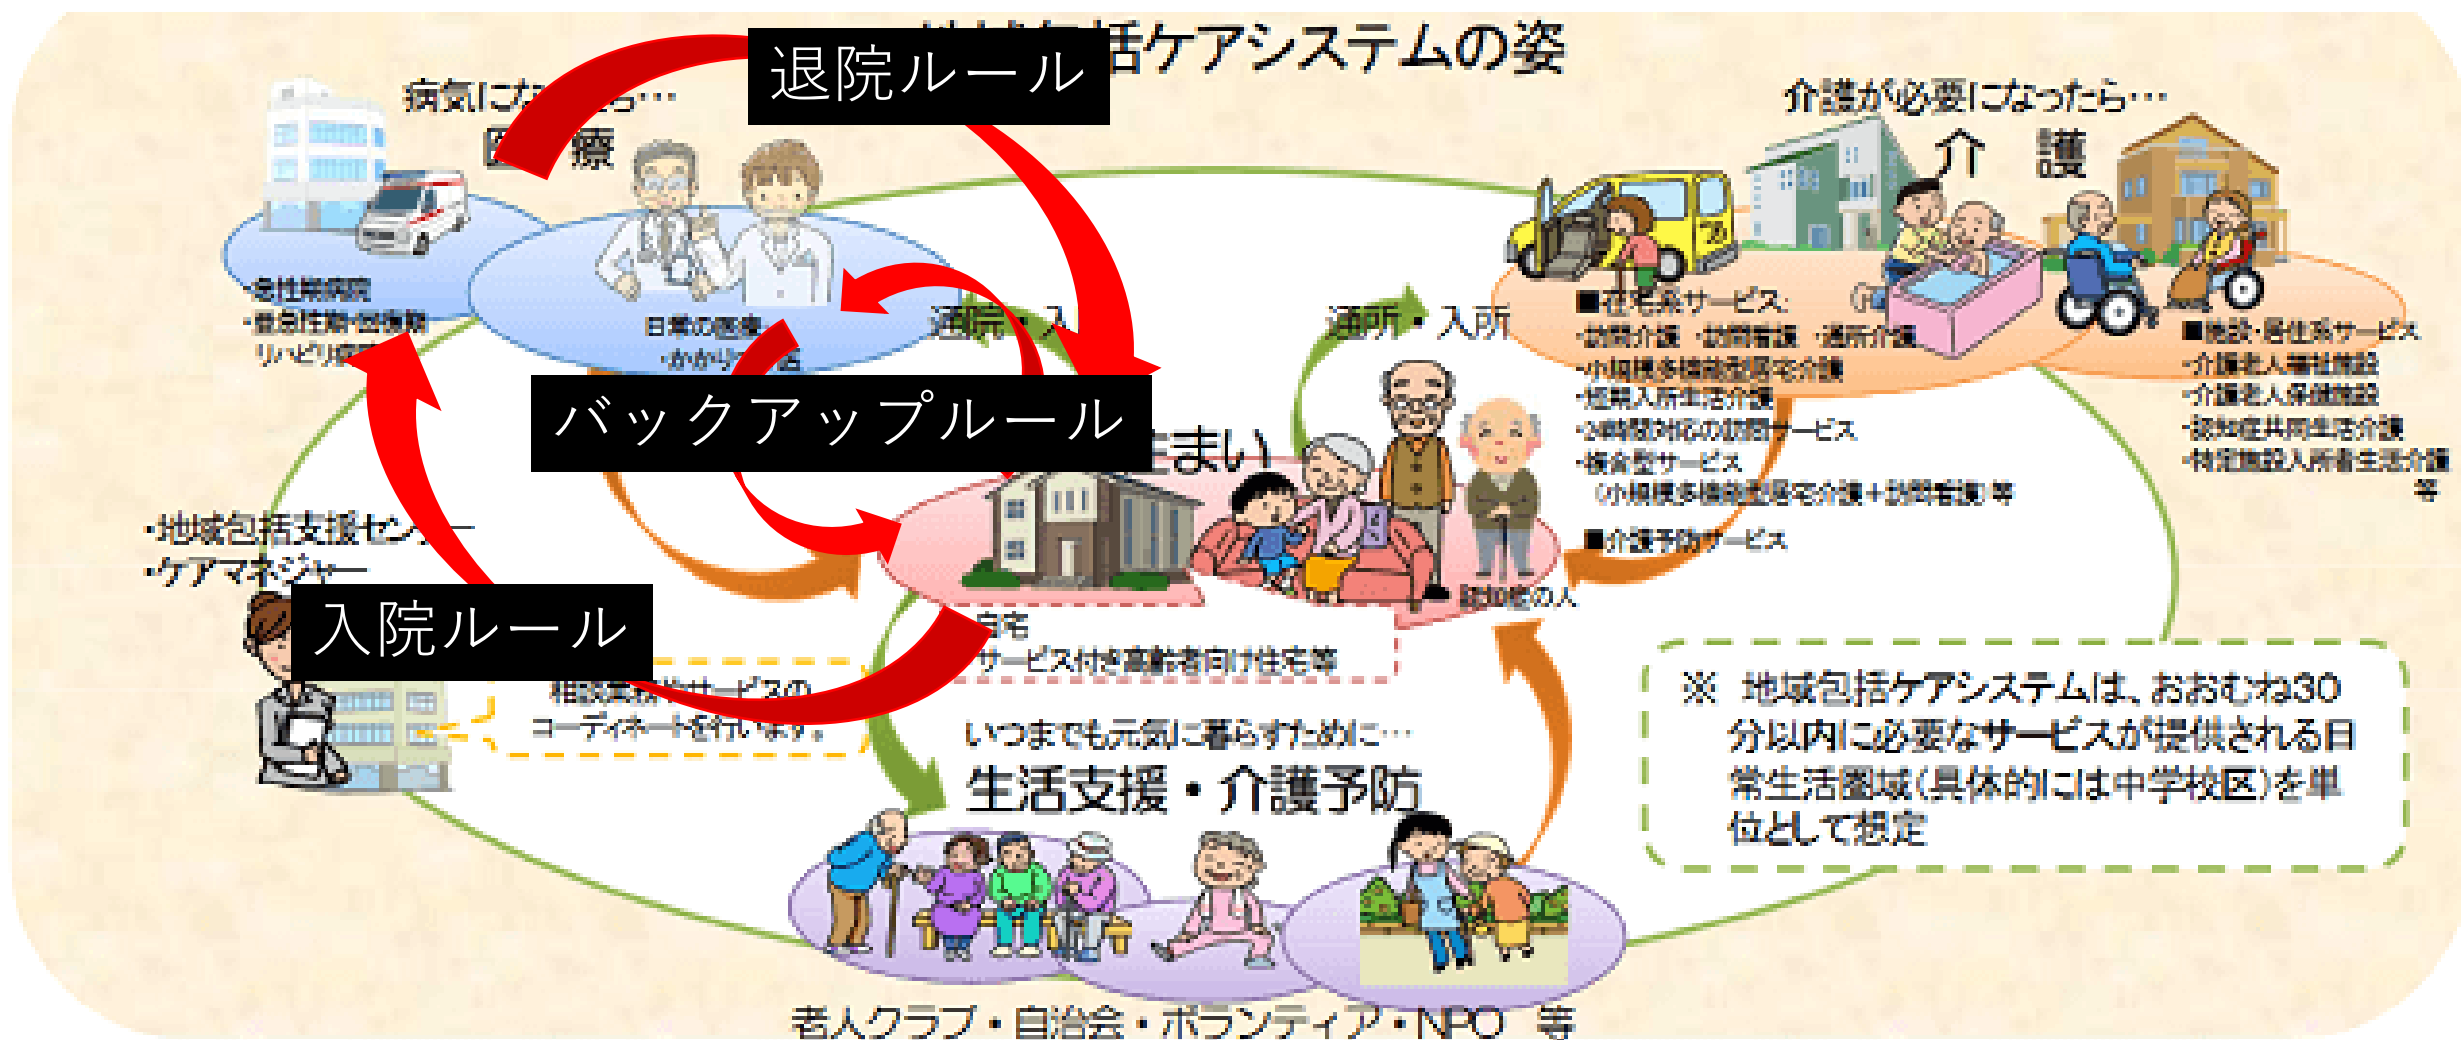 括ケアシステムの姿
退院ルール
病気にな
療
介護が必要になったら…
介 護
・急性期病院
・亜急性期・回復期
リハビリ病
日常の医療
・かかり
通院・入
通所・入所
■在宅系サービス
・訪問介護 ・訪問看護 ・通所介護
・小規模多機能型居宅介護
・短期入所生活介護
・24時間対応の訪問サービス
・複合型サービス
(小規模多機能型居宅介護+訪問看護)等
■介護予防サービス
■施設・居住系サービス
・介護老人福祉施設
・介護老人保健施設
・認知症共同生活介護
・特定施設入所者生活介護
等
バックアップルール
まい
・地域包括支援センター
・ケアマネジャー
入院ルール
認知症の人
自宅
サービス付き高齢者向け住宅等
相談業務やサービスの
コーディネートを行います。
いつまでも元気に暮らすために…
生活支援・介護予防
※ 地域包括ケアシステムは、おおむね30
分以内に必要なサービスが提供される日
常生活圏域(具体的には中学校区)を単
位として想定
老人クラブ・自治会・ボランティア・NPO 等